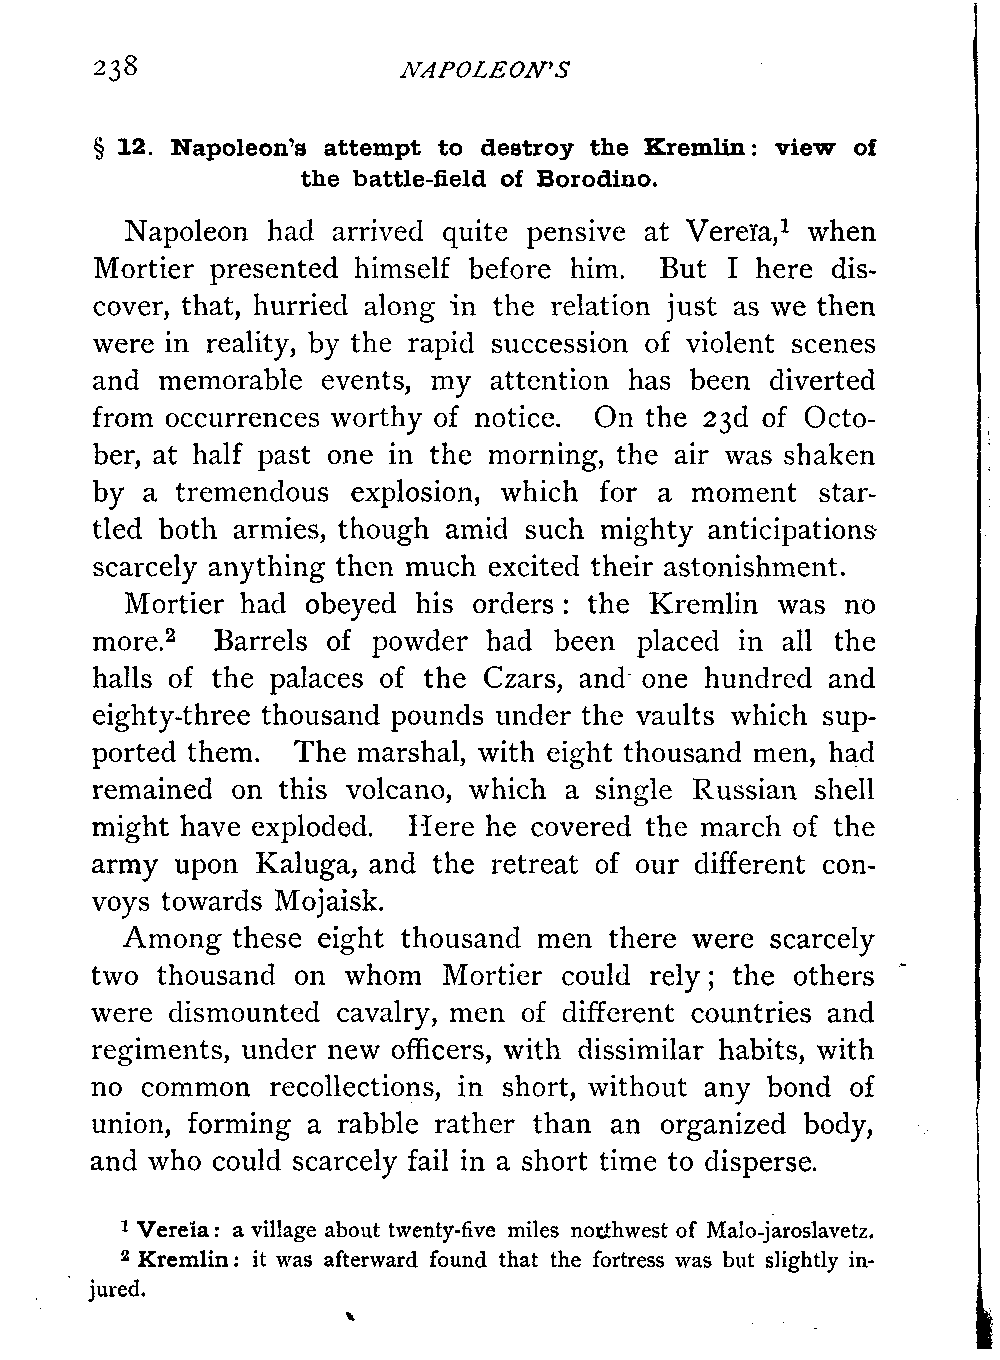 238 NAPOLEON'S
§ 12. Napoleon's attempt to destroy the Kremlin: view of
the battle-field of Borodino.
Napoleon had arrived quite pensive at Vereïa,¹ when
Mortier presented himself before him. But I here dis-
cover, that, hurried along in the relation just as we then
were in reality, by the rapid succession of violent scenes
and memorable events, my attention has been diverted
from occurrences worthy of notice. On the 23d of Octo-
ber, at half past one in the morning, the air was shaken
by a tremendous explosion, which for a moment star-
tled both armies, though amid such mighty anticipations
scarcely anything then much excited their astonishment.
Mortier had obeyed his orders: the Kremlin was no
more.² Barrels of powder had been placed in all the
halls of the palaces of the Czars, and one hundred and
eighty-three thousand pounds under the vaults which sup-
ported them. The marshal, with eight thousand men, had
remained on this volcano, which a single Russian shell
might have exploded. Here he covered the march of the
army upon Kaluga, and the retreat of our different con-
voys towards Mojaisk.
Among these eight thousand men there were scarcely
two thousand on whom Mortier could rely; the others
were dismounted cavalry, men of different countries and
regiments, under new officers, with dissimilar habits, with
no common recollections, in short, without any bond of
union, forming a rabble rather than an organized body,
and who could scarcely fail in a short time to disperse.
¹ Vereïa: a village about twenty-five miles northwest of Malo-jaroslavetz.
² Kremlin: it was afterward found that the fortress was but slightly in-
jured.